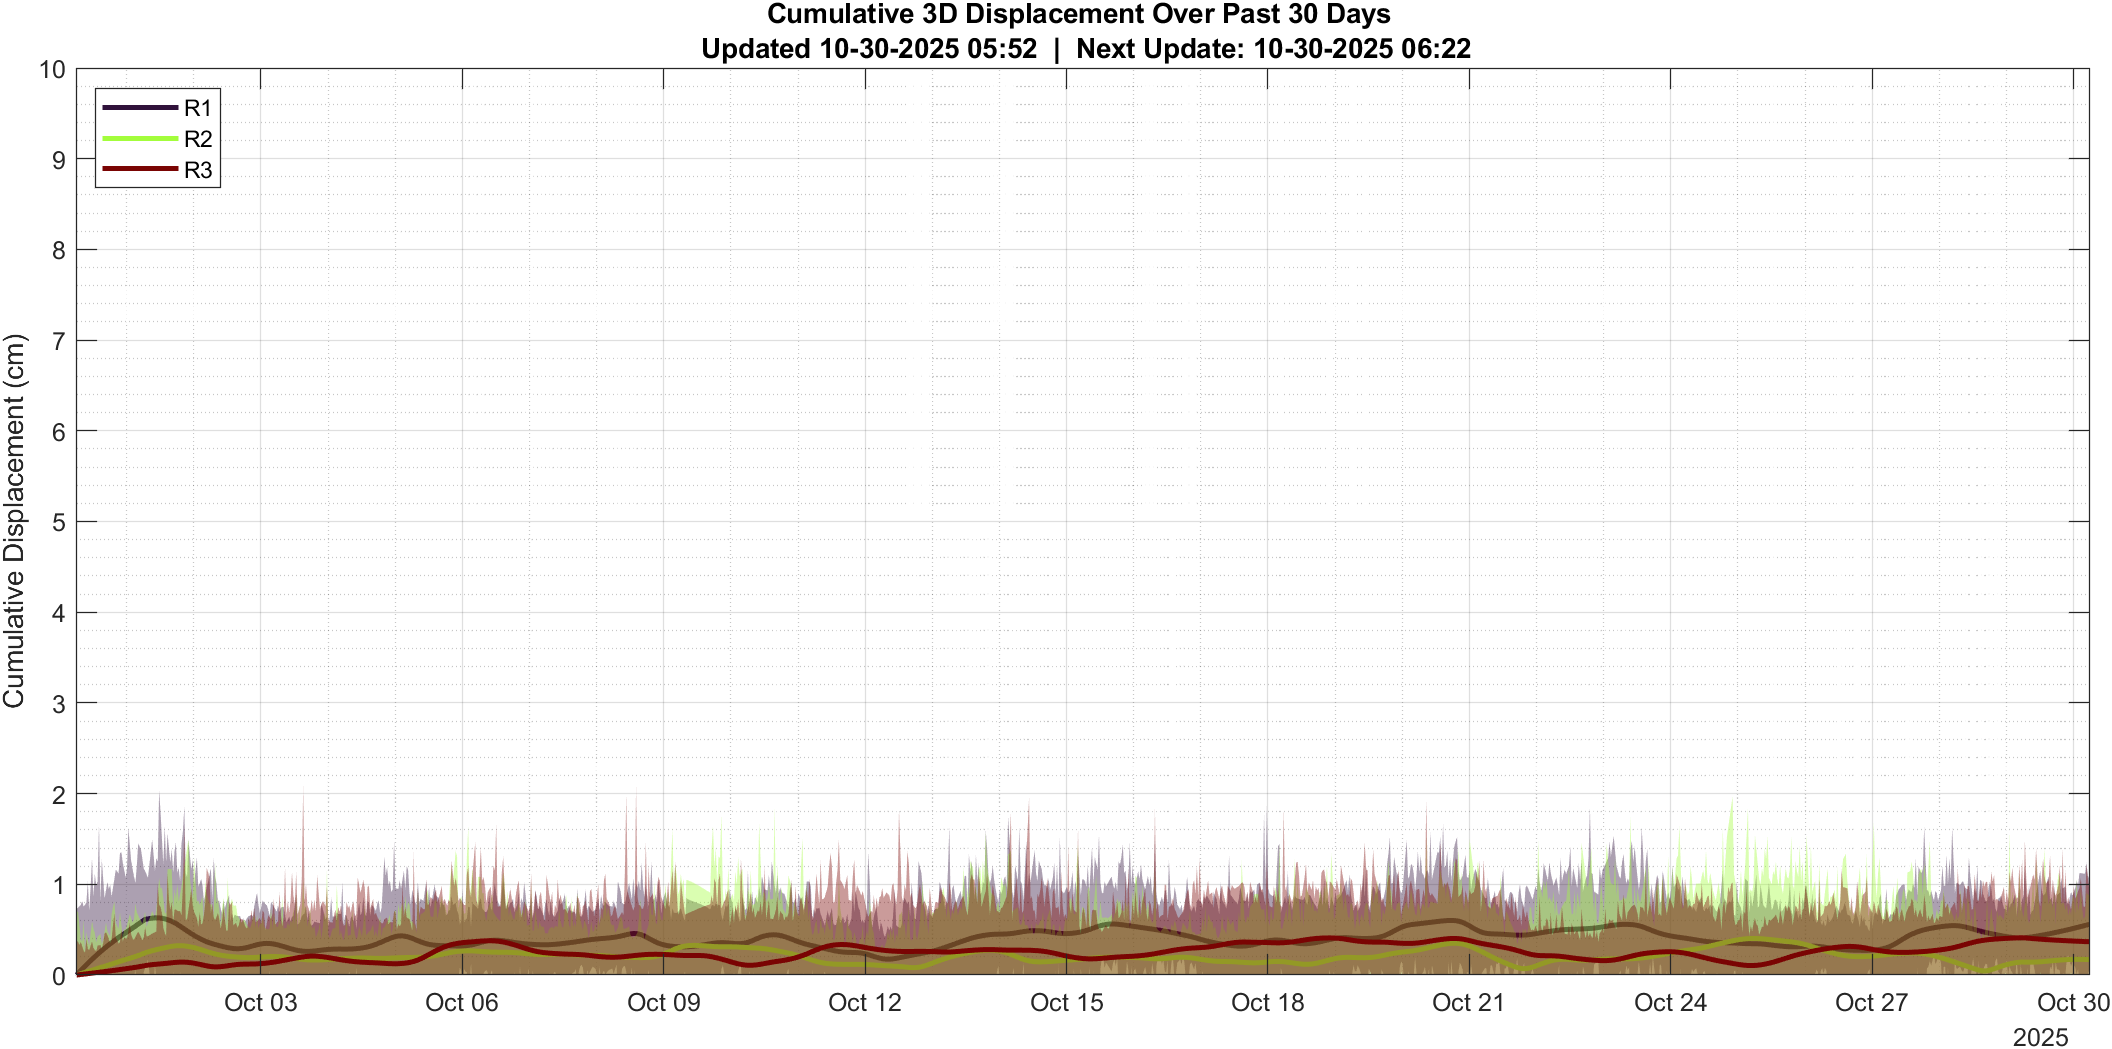 Cumulative 3D Displacement Over Past 30 Days
Updated 10-30-2025 05:52 | Next Update: 10-30-2025 06:22
R1
R2
R3
Cumulative Displacement (cm)
10
9
8
7
6
5
4
3
2
1
0
Oct 03 Oct 06 Oct 09 Oct 12 Oct 15 Oct 18 Oct 21 Oct 24 Oct 27 Oct 30
2025